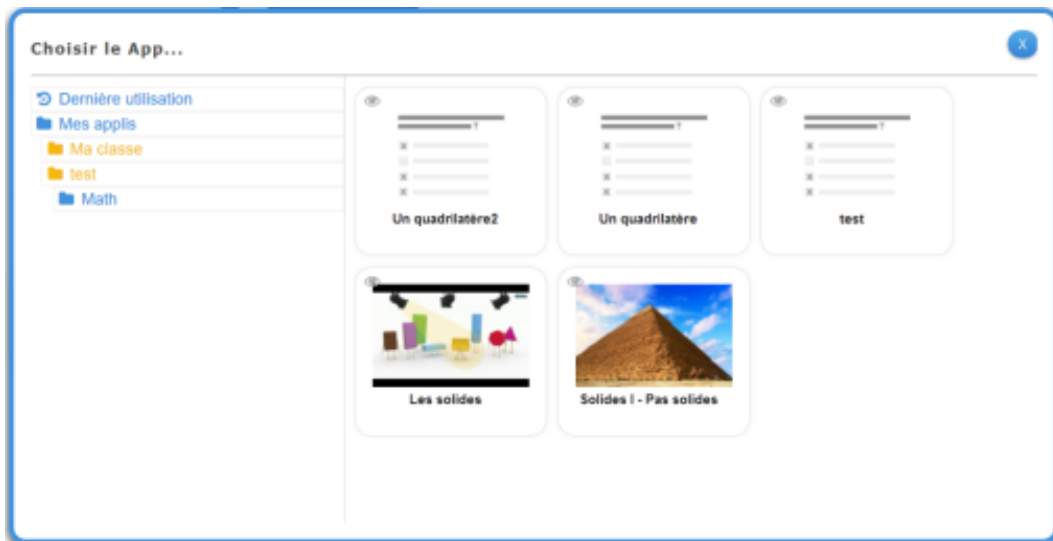 Choisir le App...
X
Dernière utilisation
Mes applis
Ma classe
test
Math
?
?
?
Un quadrilatère2
Un quadrilatère
test
Les solides
Solides I - Pas solides